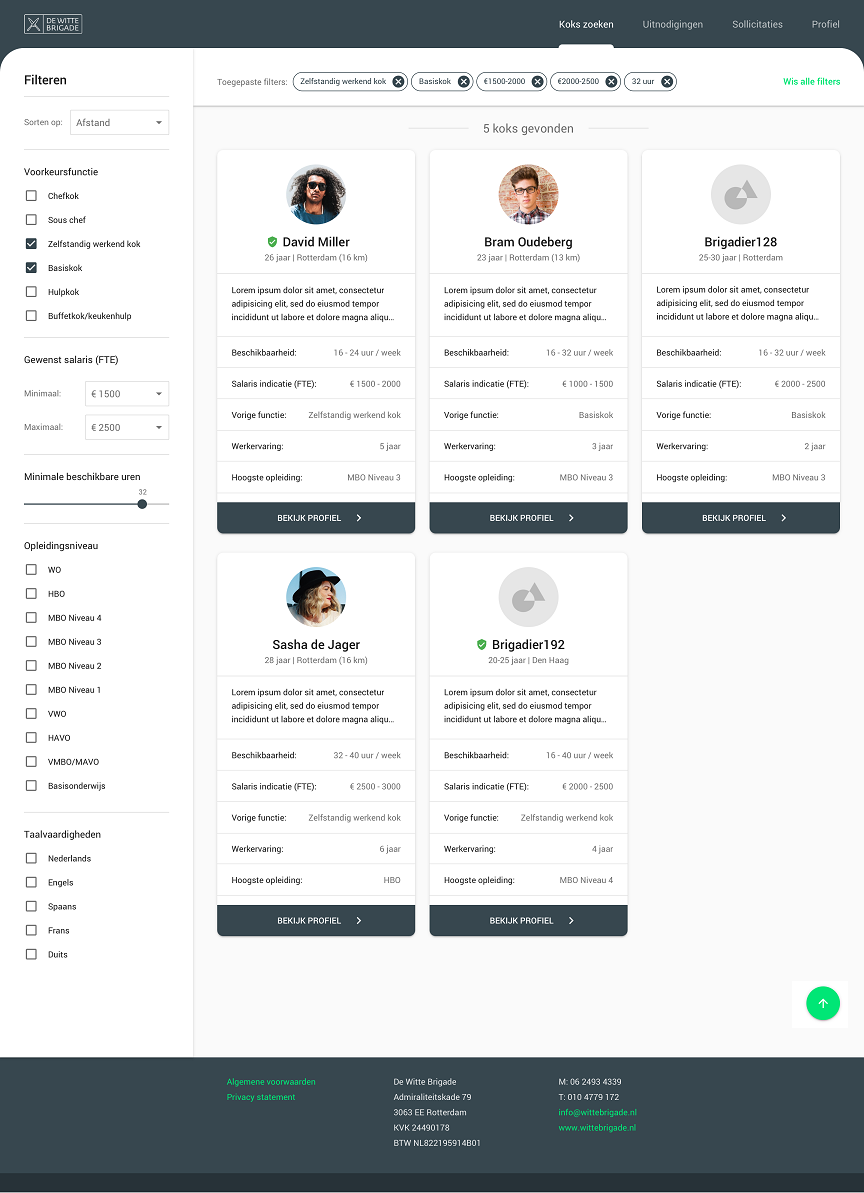 DE WITTE
BRIGADE
Koks zoeken
Uitnodigingen
Sollicitaties
Profiel
Filteren
Sorten op:
Afstand
Voorkeursfunctie
Chefkok
Sous chef
Zelfstandig werkend kok
Basiskok
Hulpkok
Buffetkok/keukenhulp
Gewenst salaris (FTE)
Minimaal:
€ 1500
Maximaal:
€ 2500
Minimale beschikbare uren
32
Opleidingsniveau
WO
HBO
MBO Niveau 4
MBO Niveau 3
MBO Niveau 2
MBO Niveau 1
VWO
HAVO
VMBO/MAVO
Basisonderwijs
Taalvaardigheden
Nederlands
Engels
Spaans
Frans
Duits
Toegepaste filters:
Zelfstandig werkend kok
Basiskok
€1500-2000
€2000-2500
32 uur
Wis alle filters
5 koks gevonden
David Miller
26 jaar | Rotterdam (16 km)
Lorem ipsum dolor sit amet, consectetur
adipisicing elit, sed do eiusmod tempor
incididunt ut labore et dolore magna aliqu...
Beschikbaarheid: 16 - 24 uur / week
Salaris indicatie (FTE): € 1500 - 2000
Vorige functie: Zelfstandig werkend kok
Werkervaring: 5 jaar
Hoogste opleiding: MBO Niveau 3
BEKIJK PROFIEL
Bram Oudeberg
23 jaar | Rotterdam (13 km)
Lorem ipsum dolor sit amet, consectetur
adipisicing elit, sed do eiusmod tempor
incididunt ut labore et dolore magna aliqu...
Beschikbaarheid: 16 - 32 uur / week
Salaris indicatie (FTE): € 1000 - 1500
Vorige functie: Basiskok
Werkervaring: 3 jaar
Hoogste opleiding: MBO Niveau 3
BEKIJK PROFIEL
Brigadier128
25-30 jaar | Rotterdam
Lorem ipsum dolor sit amet, consectetur
adipisicing elit, sed do eiusmod tempor
incididunt ut labore et dolore magna aliqu...
Beschikbaarheid: 16 - 32 uur / week
Salaris indicatie (FTE): € 2000 - 2500
Vorige functie: Basiskok
Werkervaring: 2 jaar
Hoogste opleiding: MBO Niveau 3
BEKIJK PROFIEL
Sasha de Jager
28 jaar | Rotterdam (16 km)
Lorem ipsum dolor sit amet, consectetur
adipisicing elit, sed do eiusmod tempor
incididunt ut labore et dolore magna aliqu...
Beschikbaarheid: 32 - 40 uur / week
Salaris indicatie (FTE): € 2500 - 3000
Vorige functie: Zelfstandig werkend kok
Werkervaring: 6 jaar
Hoogste opleiding: HBO
BEKIJK PROFIEL
Brigadier192
20-25 jaar | Den Haag
Lorem ipsum dolor sit amet, consectetur
adipisicing elit, sed do eiusmod tempor
incididunt ut labore et dolore magna aliqu...
Beschikbaarheid: 16 - 40 uur / week
Salaris indicatie (FTE): € 2000 - 2500
Vorige functie: Zelfstandig werkend kok
Werkervaring: 4 jaar
Hoogste opleiding: MBO Niveau 4
BEKIJK PROFIEL
Algemene voorwaarden
Privacy statement
De Witte Brigade
Admiraliteitskade 79
3063 EE Rotterdam
KVK 24490178
BTW NL822195914B01
M: 06 2493 4339
T: 010 4779 172
info@wittebrigade.nl
www.wittebrigade.nl